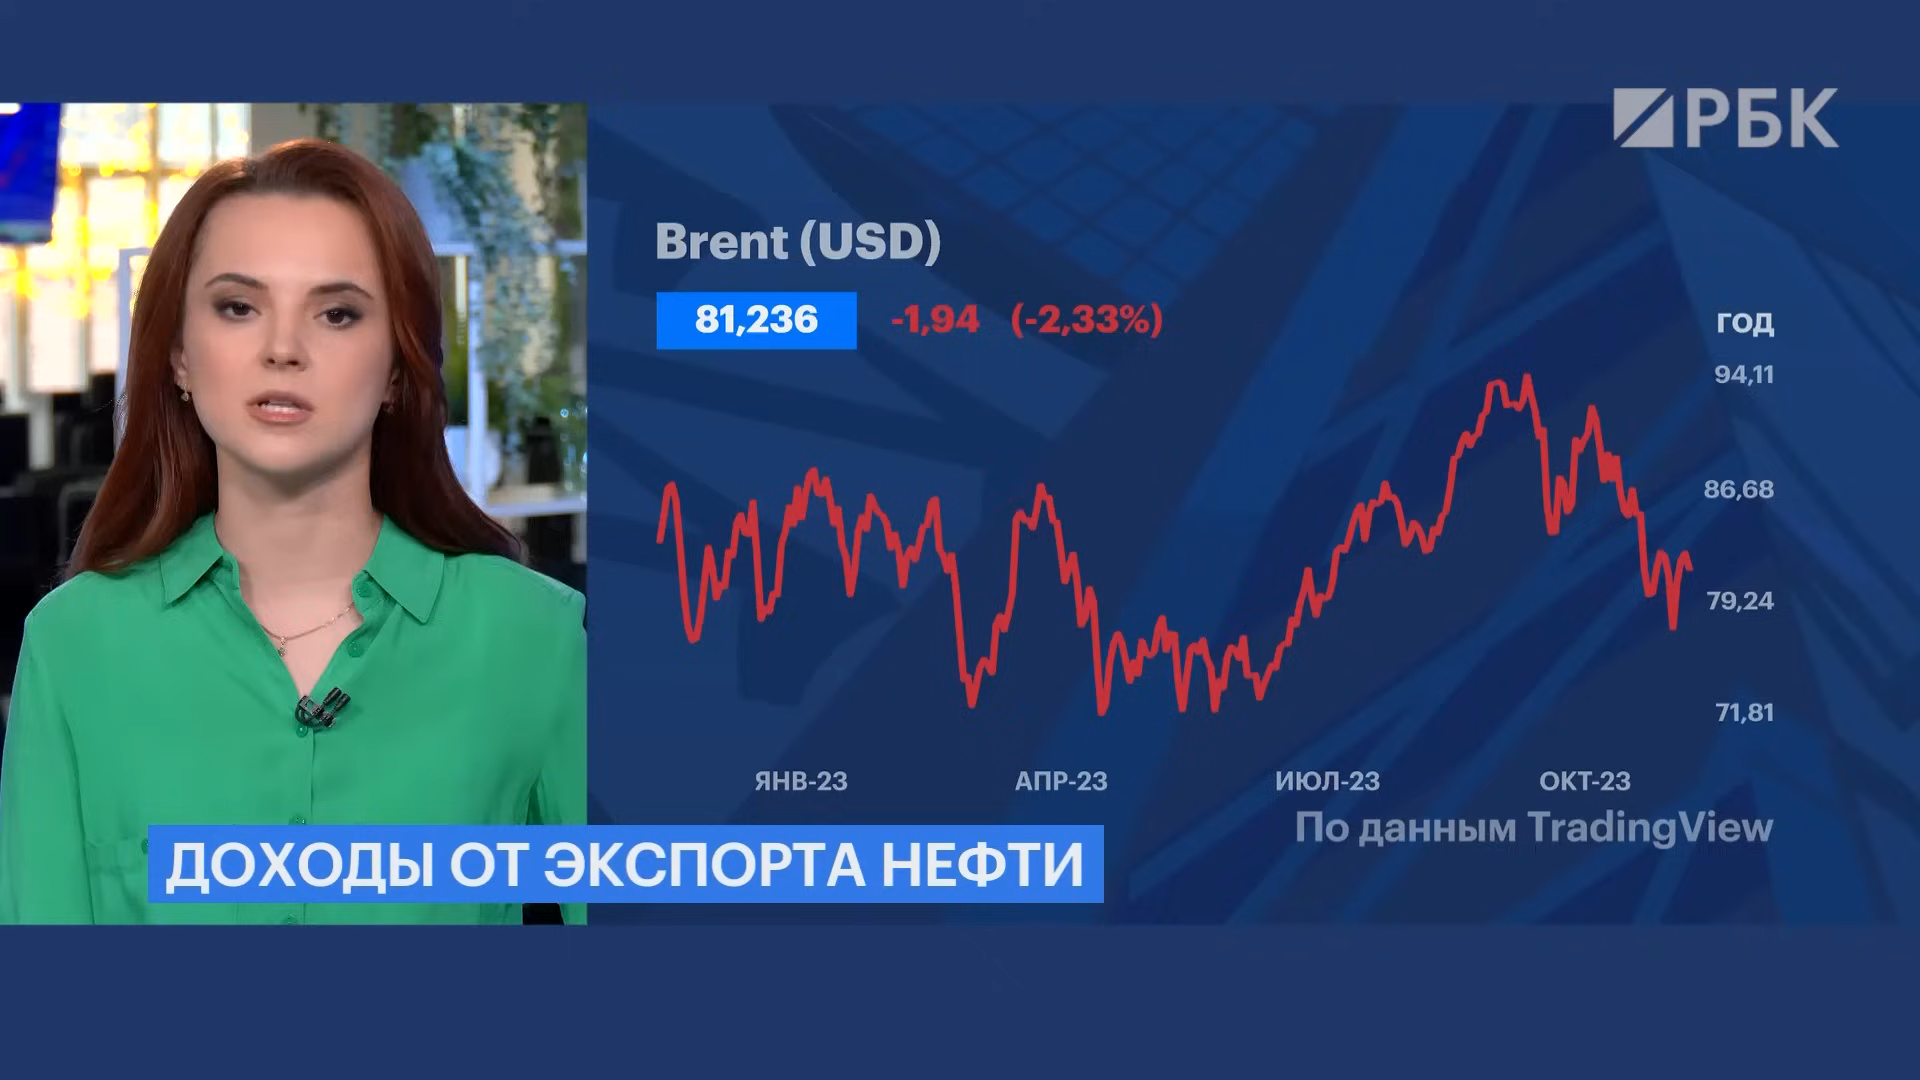 РБК
Brent (USD)
81,236 -1,94 (-2,33%)
ГОД
94,11
86,68
79,24
71,81
ЯНВ-23 АПР-23 ИЮЛ-23 ОКТ-23
По данным TradingView
ДОХОДЫ ОТ ЭКСПОРТА НЕФТИ